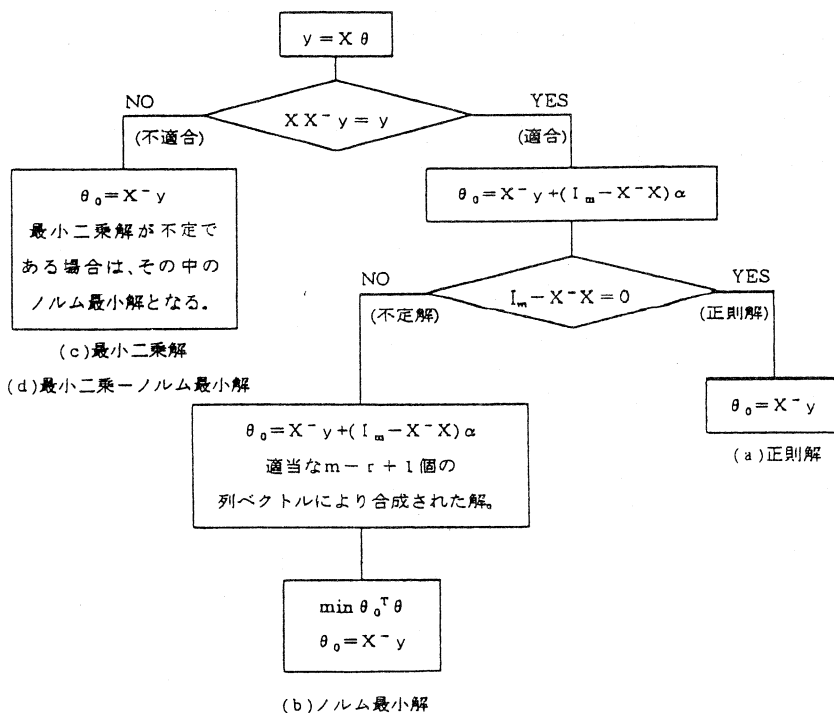 y = X θ
NO
YES
X X⁻ y = y
(不適合)
(適合)
θ₀ = X⁻ y
最小二乗解が不定で
ある場合は、その中の
ノルム最小解となる。
(c)最小二乗解
(d)最小二乗ーノルム最小解
θ₀ = X⁻ y + ( I ₘ − X⁻ X) α
NO
YES
I ₘ − X⁻ X = 0
(不定解)
(正則解)
θ₀ = X⁻ y
(a)正則解
θ₀ = X⁻ y + ( I ₘ − X⁻ X) α
適当な m − r + 1 個の
列ベクトルにより合成された解。
min θ₀ᵀ θ
θ₀ = X⁻ y
(b)ノルム最小解